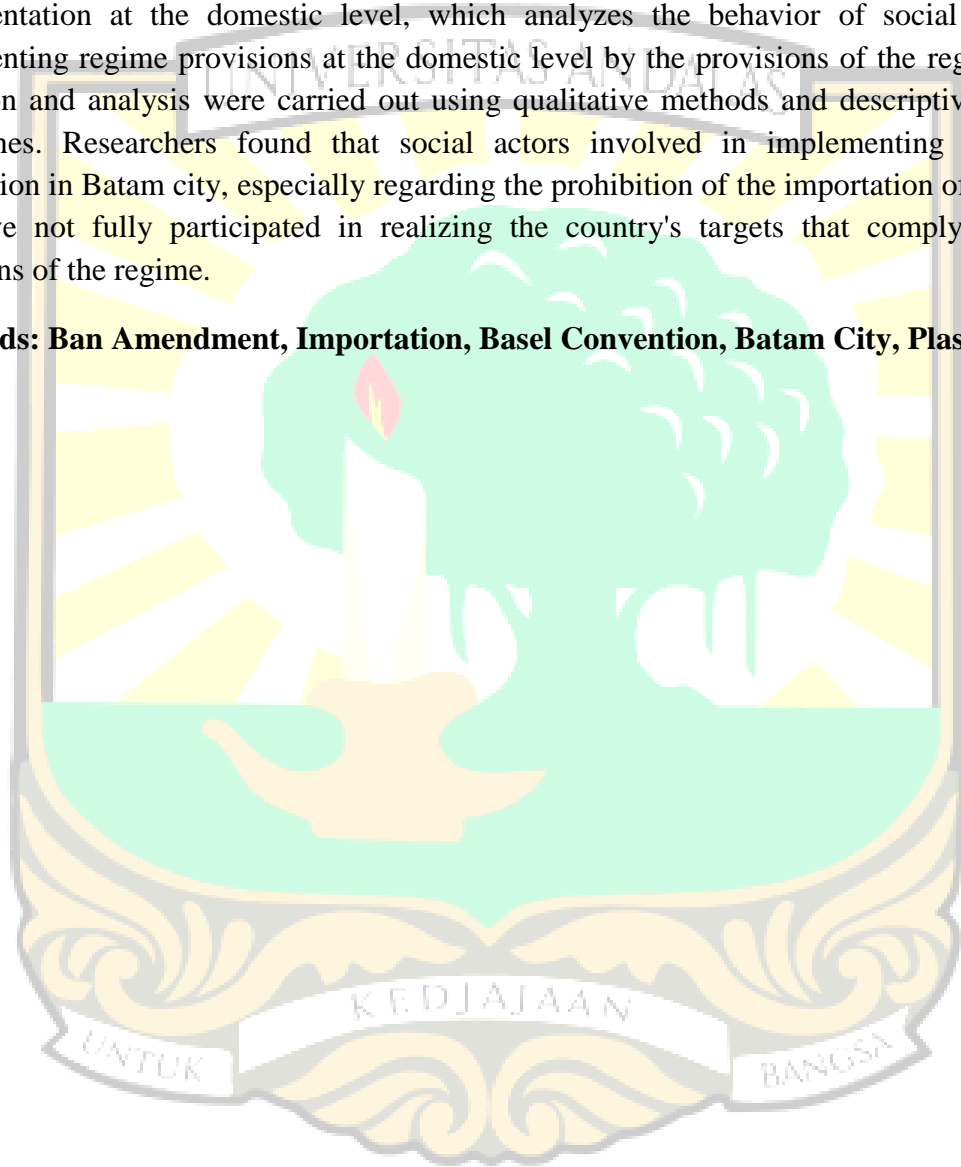 entation at the domestic level, which analyzes the behavior of social
enting regime provisions at the domestic level by the provisions of the reg
on and analysis were carried out using qualitative methods and descriptiv
nes. Researchers found that social actors involved in implementing
ion in Batam city, especially regarding the prohibition of the importation of
ve not fully participated in realizing the country's targets that comply
ns of the regime.
ds: Ban Amendment, Importation, Basel Convention, Batam City, Plas
UNIVERSITAS ANDALAS
KEDJAJAAN
UNTUK BANGSA